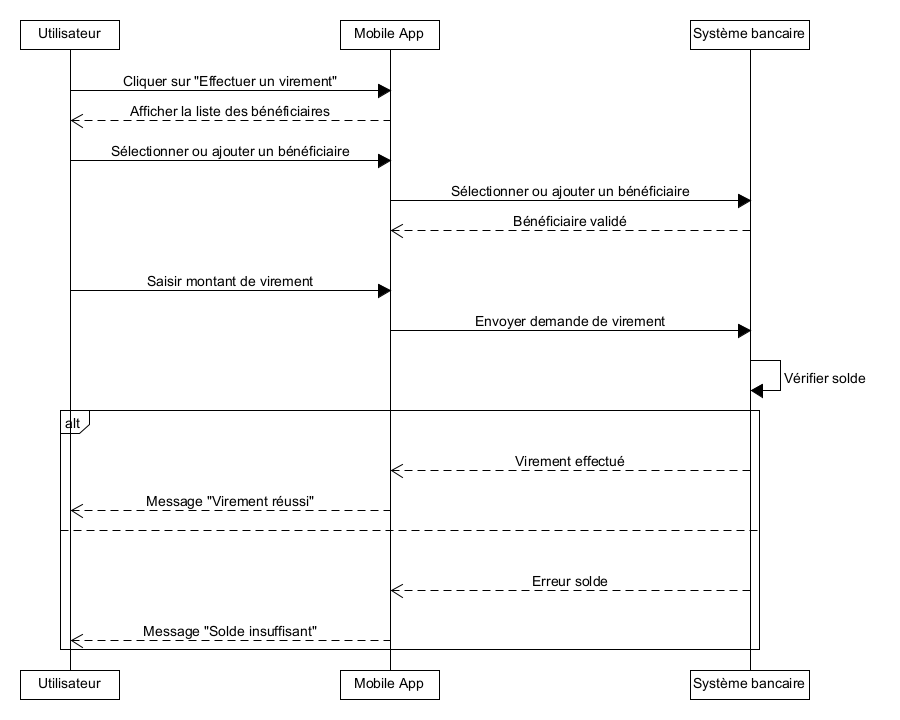 Utilisateur
Mobile App
Système bancaire
Cliquer sur "Effectuer un virement"
Afficher la liste des bénéficiaires
Sélectionner ou ajouter un bénéficiaire
Sélectionner ou ajouter un bénéficiaire
Bénéficiaire validé
Saisir montant de virement
Envoyer demande de virement
Vérifier solde
alt
Virement effectué
Message "Virement réussi"
Erreur solde
Message "Solde insuffisant"
Utilisateur
Mobile App
Système bancaire